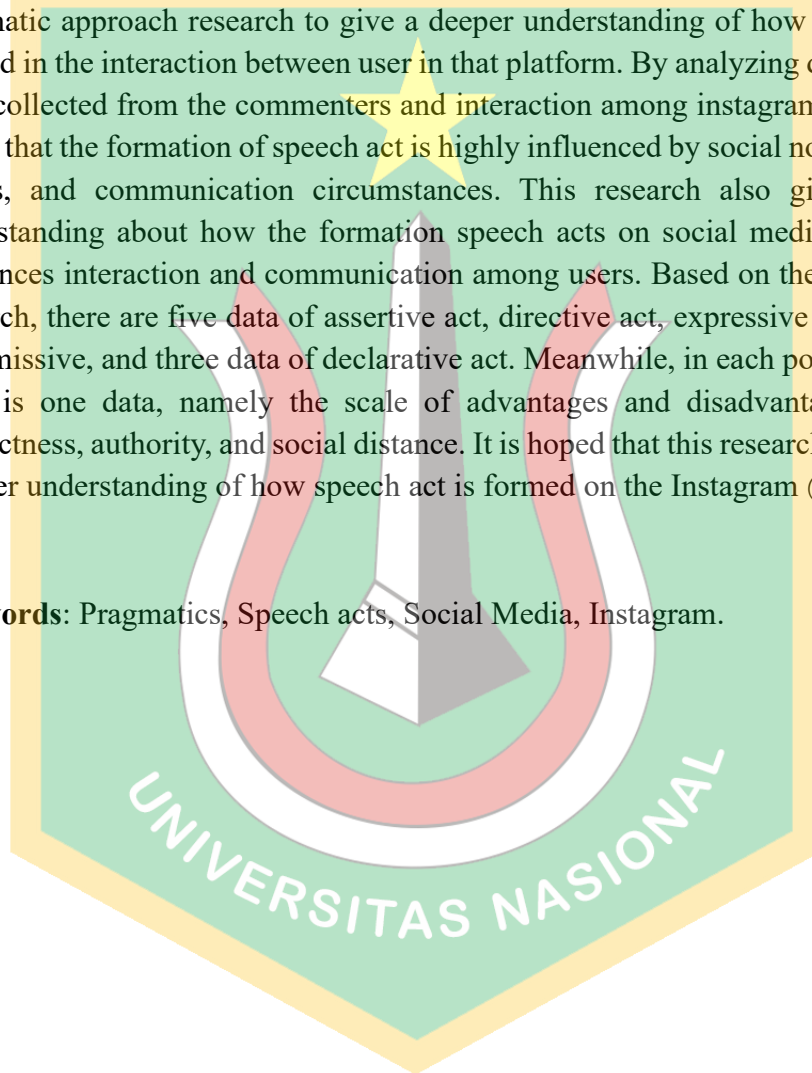 matic approach research to give a deeper understanding of how
d in the interaction between user in that platform. By analyzing
collected from the commenters and interaction among instagram
that the formation of speech act is highly influenced by social no
s, and communication circumstances. This research also gi
standing about how the formation speech acts on social medi
nces interaction and communication among users. Based on the
ch, there are five data of assertive act, directive act, expressive
missive, and three data of declarative act. Meanwhile, in each po
is one data, namely the scale of advantages and disadvanta
ctness, authority, and social distance. It is hoped that this research
er understanding of how speech act is formed on the Instagram @
ords: Pragmatics, Speech acts, Social Media, Instagram.
UNIVERSITAS NASIONAL